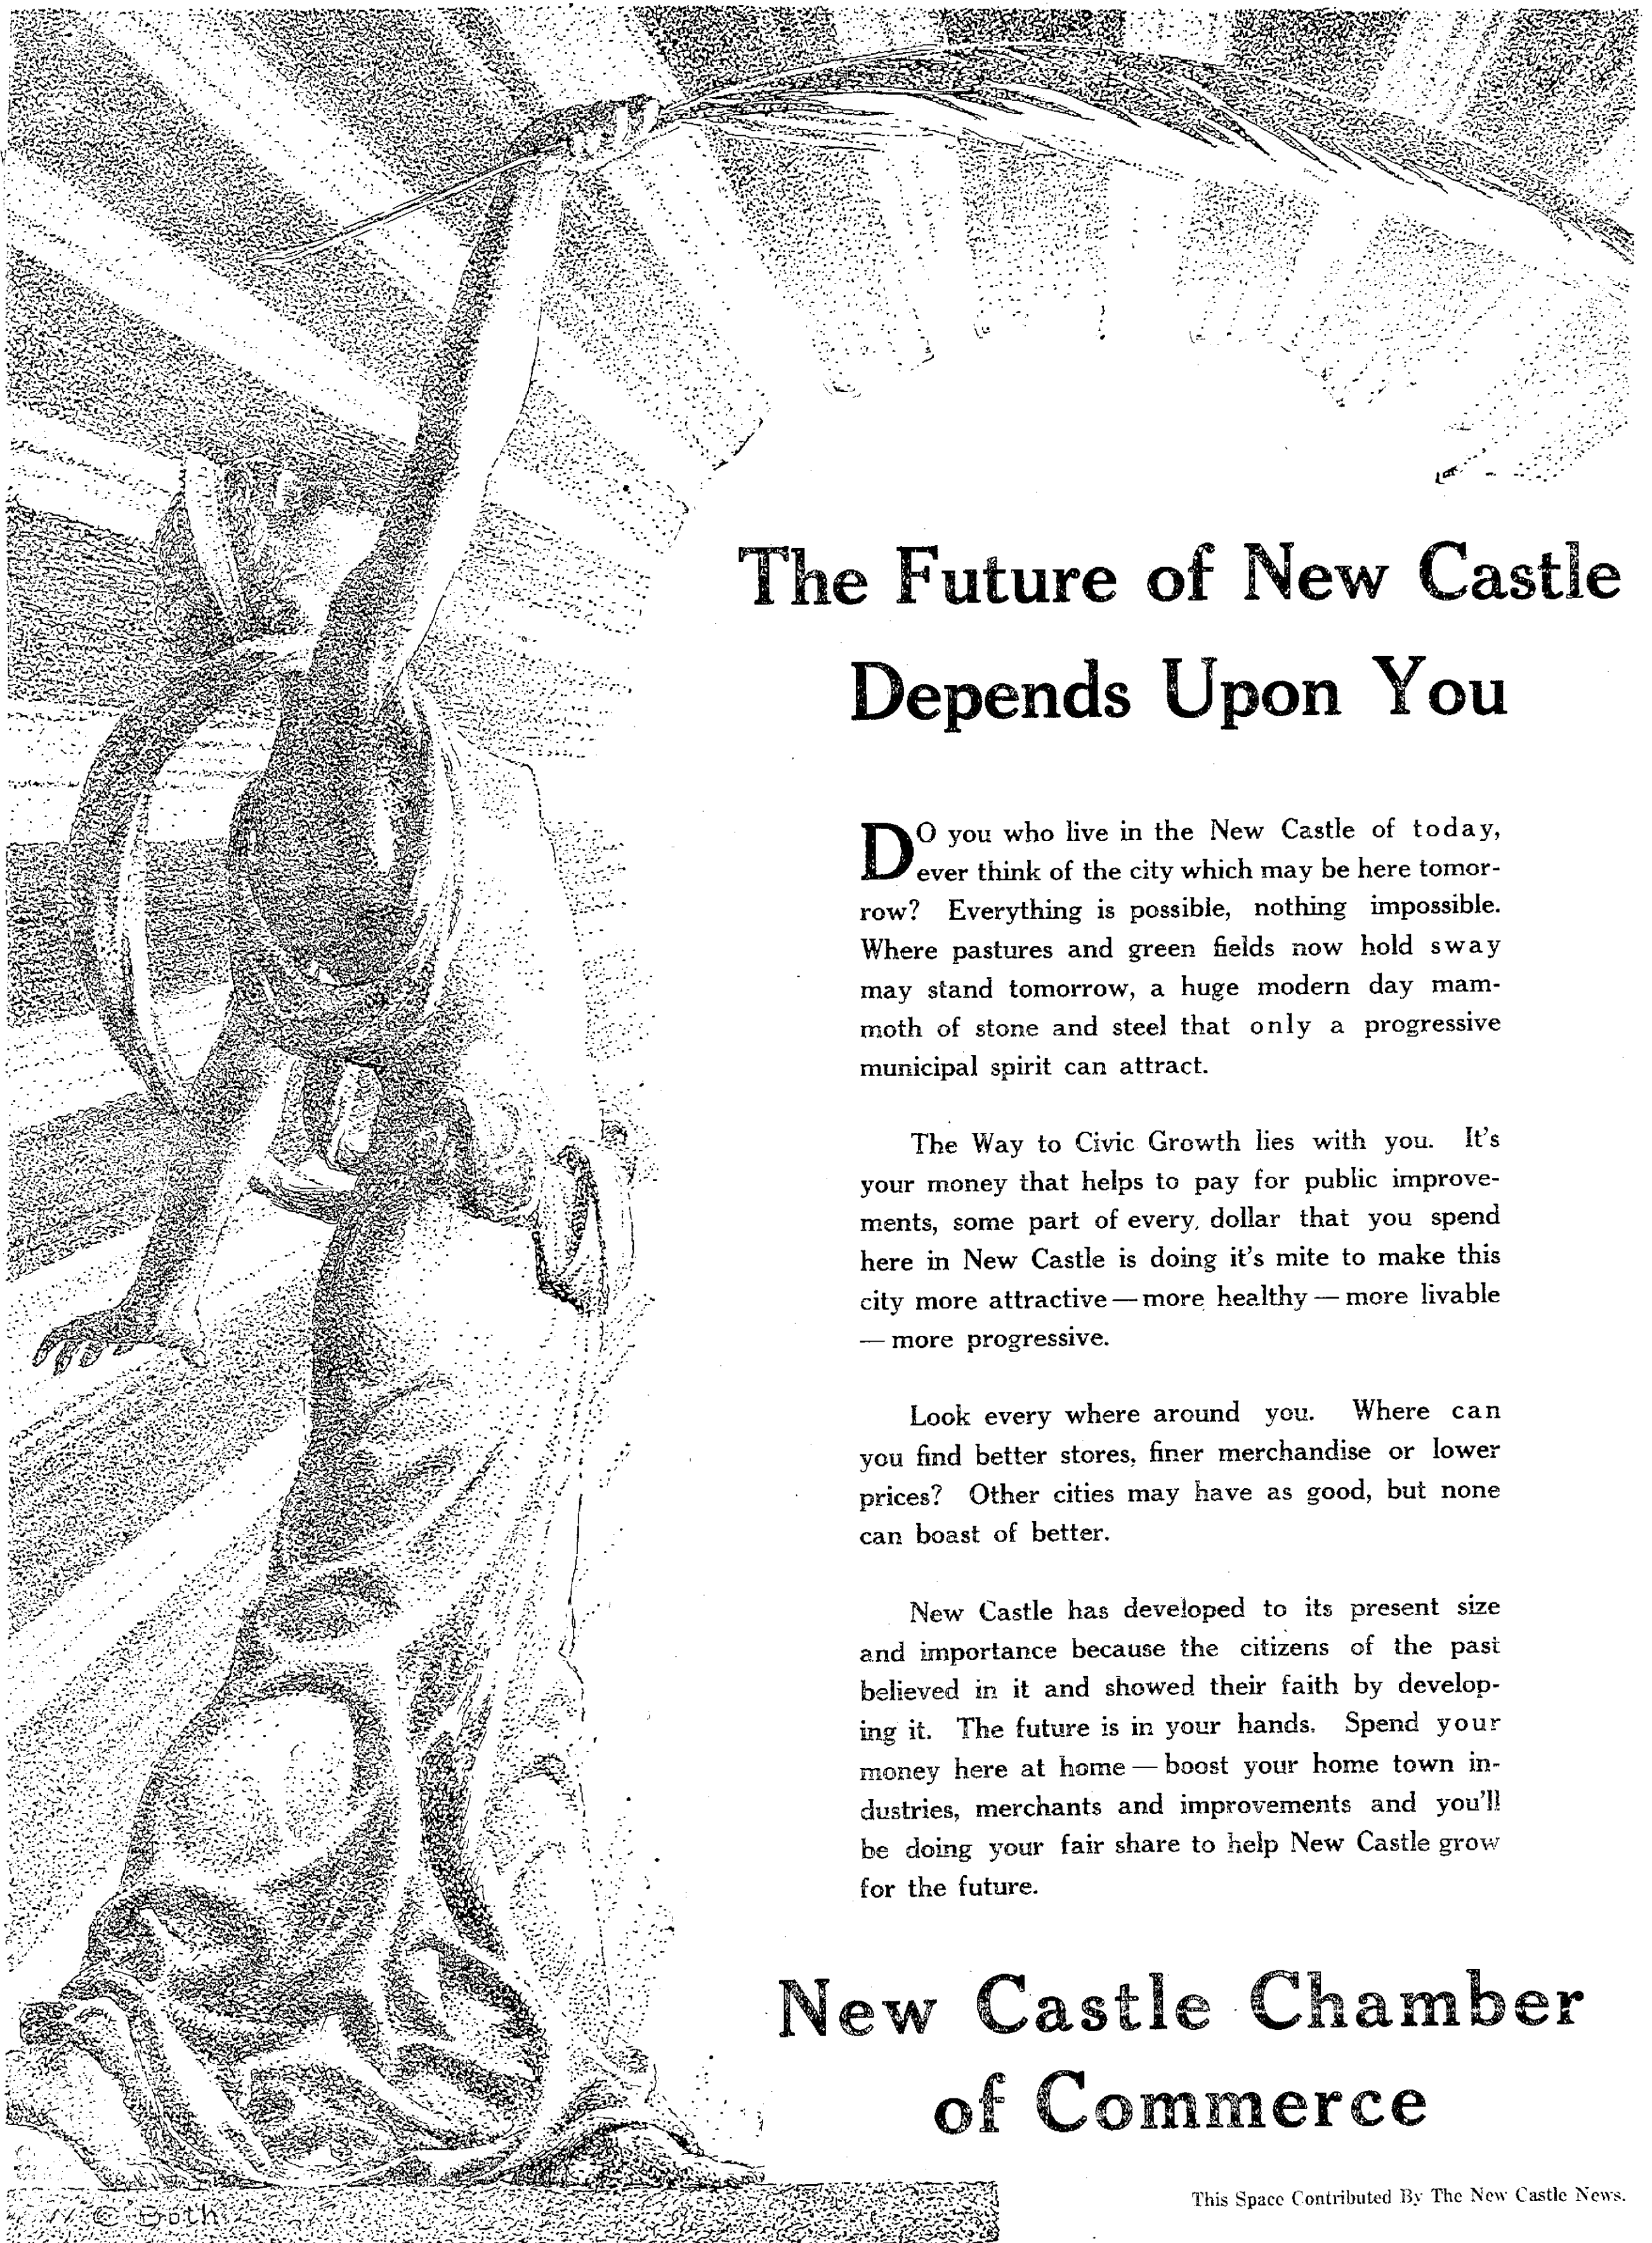 The Future of New Castle
Depends Upon You
DO you who live in the New Castle of today,
ever think of the city which may be here tomor-
row? Everything is possible, nothing impossible.
Where pastures and green fields now hold sway
may stand tomorrow, a huge modern day mam-
moth of stone and steel that only a progressive
municipal spirit can attract.
The Way to Civic Growth lies with you. It's
your money that helps to pay for public improve-
ments, some part of every dollar that you spend
here in New Castle is doing it's mite to make this
city more attractive — more healthy — more livable
— more progressive.
Look every where around you. Where can
you find better stores, finer merchandise or lower
prices? Other cities may have as good, but none
can boast of better.
New Castle has developed to its present size
and importance because the citizens of the past
believed in it and showed their faith by develop-
ing it. The future is in your hands. Spend your
money here at home — boost your home town in-
dustries, merchants and improvements and you'll
be doing your fair share to help New Castle grow
for the future.
New Castle Chamber
of Commerce
This Space Contributed By The New Castle News.